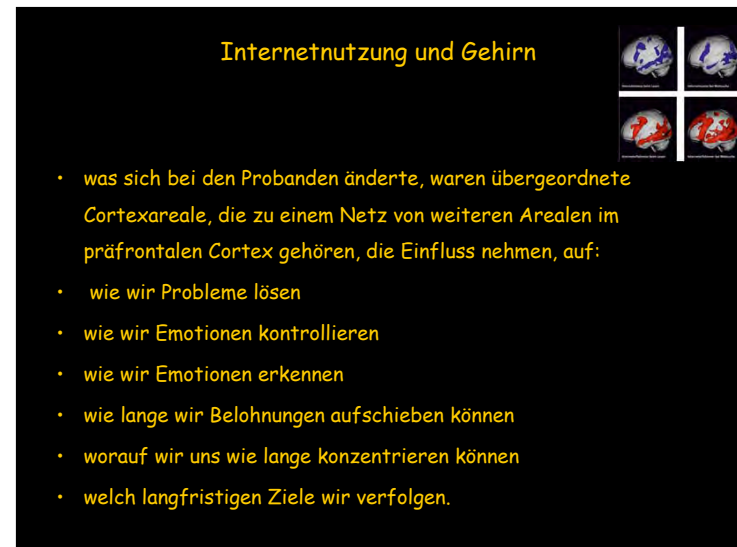 Internetnutzung und Gehirn
• was sich bei den Probanden änderte, waren übergeordnete
Cortexareale, die zu einem Netz von weiteren Arealen im
präfrontalen Cortex gehören, die Einfluss nehmen, auf:
• wie wir Probleme lösen
• wie wir Emotionen kontrollieren
• wie wir Emotionen erkennen
• wie lange wir Belohnungen aufschieben können
• worauf wir uns wie lange konzentrieren können
• welch langfristigen Ziele wir verfolgen.